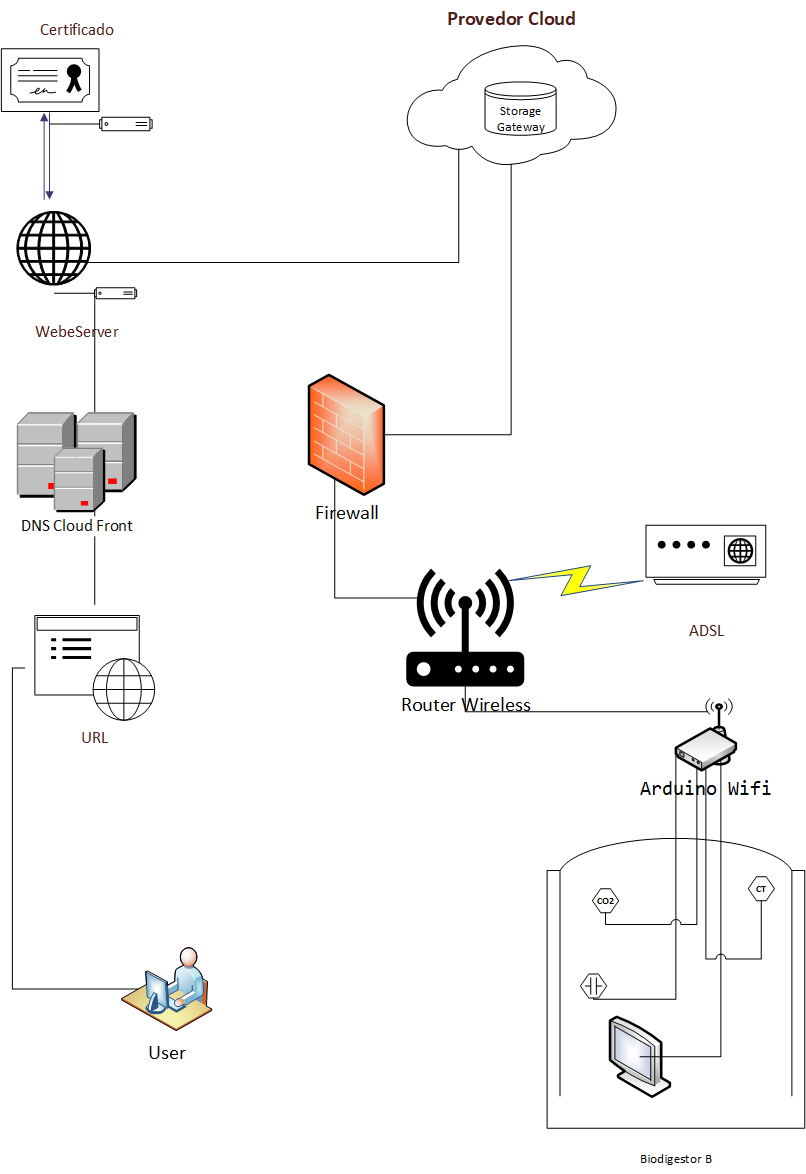 Provedor Cloud
Certificado
Storage
Gateway
WebeServer
Firewall
DNS Cloud Front
ADSL
Router Wireless
URL
Arduino Wifi
CO2
CT
User
Biodigestor B